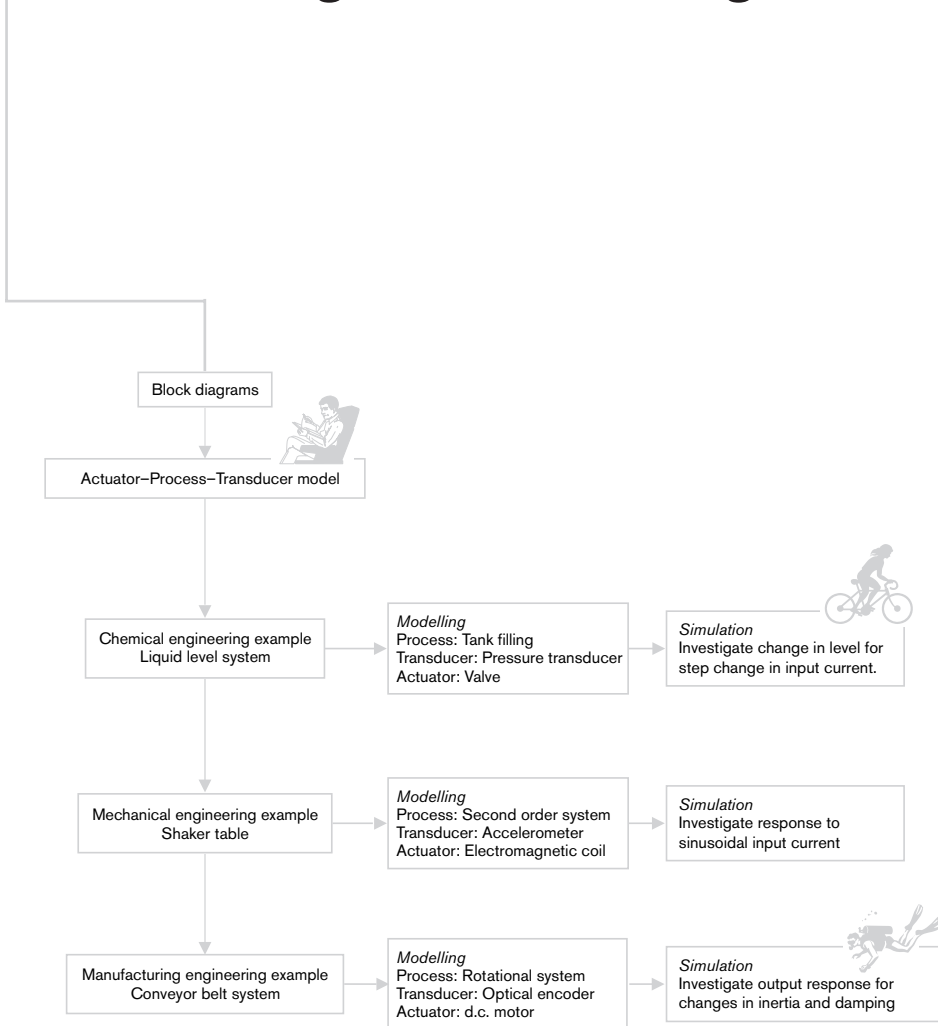 Block diagrams
Actuator–Process–Transducer model
Chemical engineering example
Liquid level system
Modelling
Process: Tank filling
Transducer: Pressure transducer
Actuator: Valve
Simulation
Investigate change in level for
step change in input current.
Mechanical engineering example
Shaker table
Modelling
Process: Second order system
Transducer: Accelerometer
Actuator: Electromagnetic coil
Simulation
Investigate response to
sinusoidal input current
Manufacturing engineering example
Conveyor belt system
Modelling
Process: Rotational system
Transducer: Optical encoder
Actuator: d.c. motor
Simulation
Investigate output response for
changes in inertia and damping